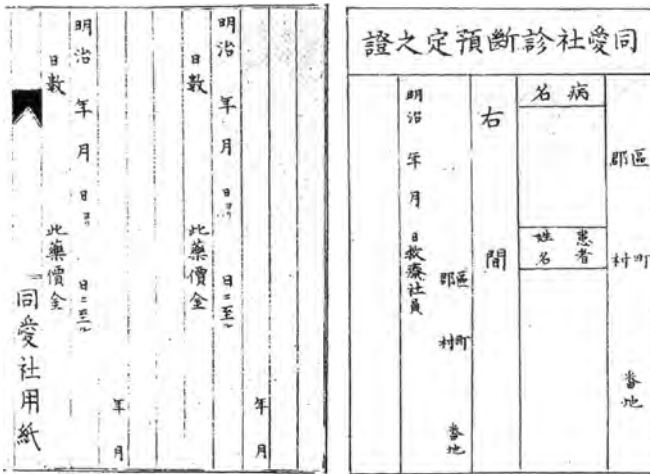 同愛社診斷預定之證
區郡 町村 番地
病名
患者姓名
右 間
區郡 町村 番地
明治 年 月 日救療社員
年 月
明治 年 月 日ヨリ 日ニ至ル
日數 此藥價金
年 月
明治 年 月 日ヨリ 日ニ至ル
日數 此藥價金
同愛社用紙